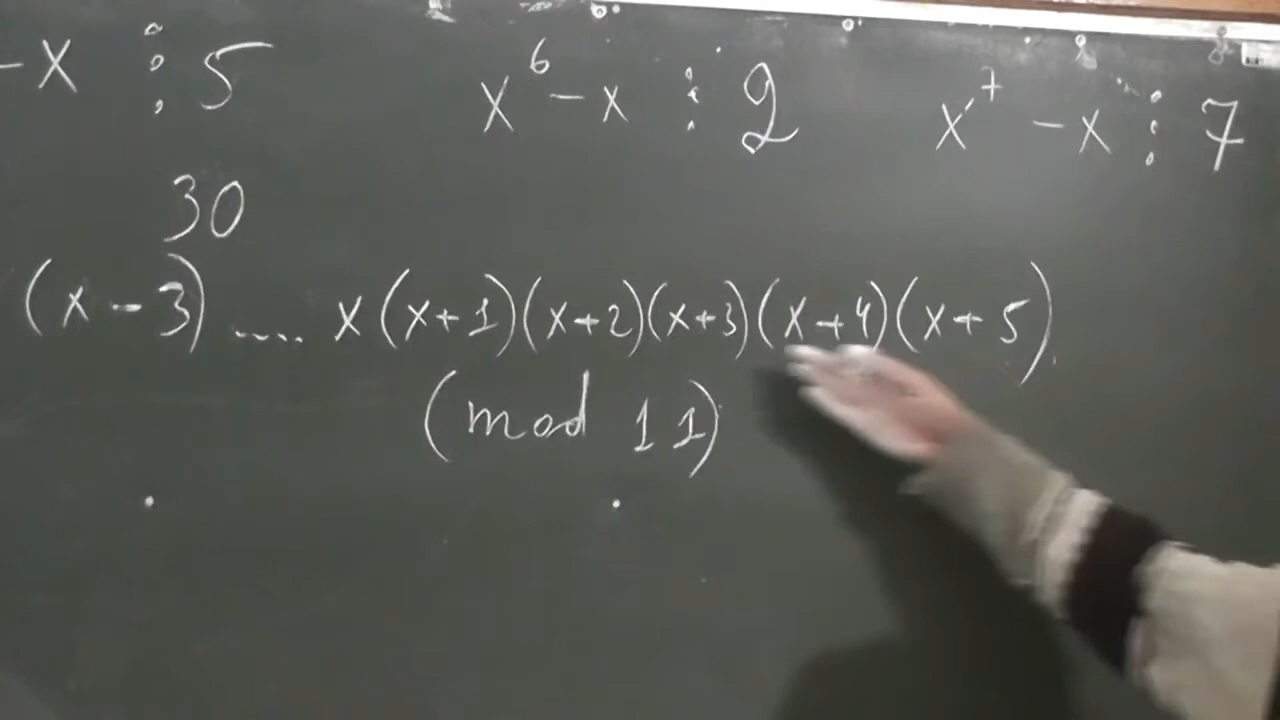 -x ⋮ 5 x⁶ - x ⋮ 2 x⁷ - x ⋮ 7
30
(x - 3) .... x(x+1)(x+2)(x+3)(x+4)(x+5)
(mod 11)